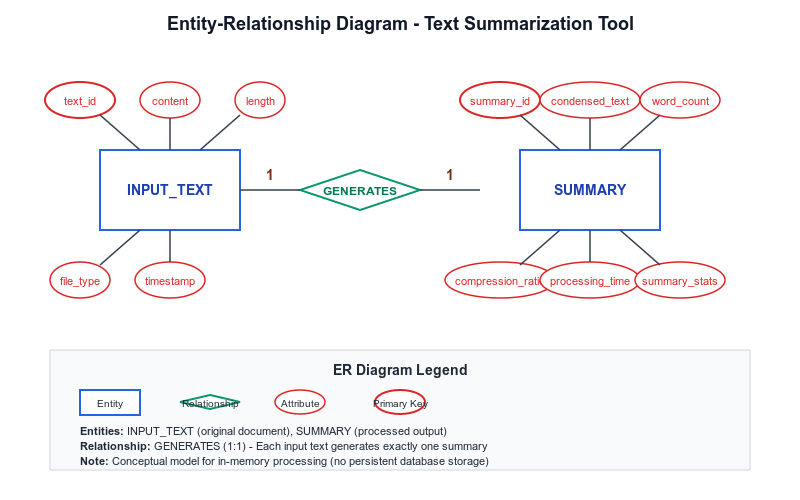 Entity-Relationship Diagram - Text Summarization Tool
text_id content length summary_id condensed_text word_count
1 1
INPUT_TEXT GENERATES SUMMARY
file_type timestamp compression_rati processing_time summary_stats
ER Diagram Legend
Entity Relationship Attribute Primary Key
Entities: INPUT_TEXT (original document), SUMMARY (processed output)
Relationship: GENERATES (1:1) - Each input text generates exactly one summary
Note: Conceptual model for in-memory processing (no persistent database storage)